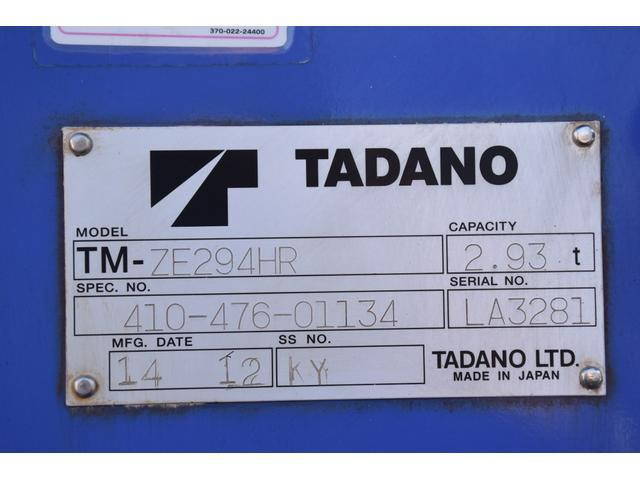 370-022-24400
TADANO
MODEL CAPACITY
TM-ZE294HR 2.93 t
SPEC. NO. SERIAL NO.
410-476-01134 LA3281
MFG. DATE SS NO.
14 12 KY TADANO LTD.
MADE IN JAPAN